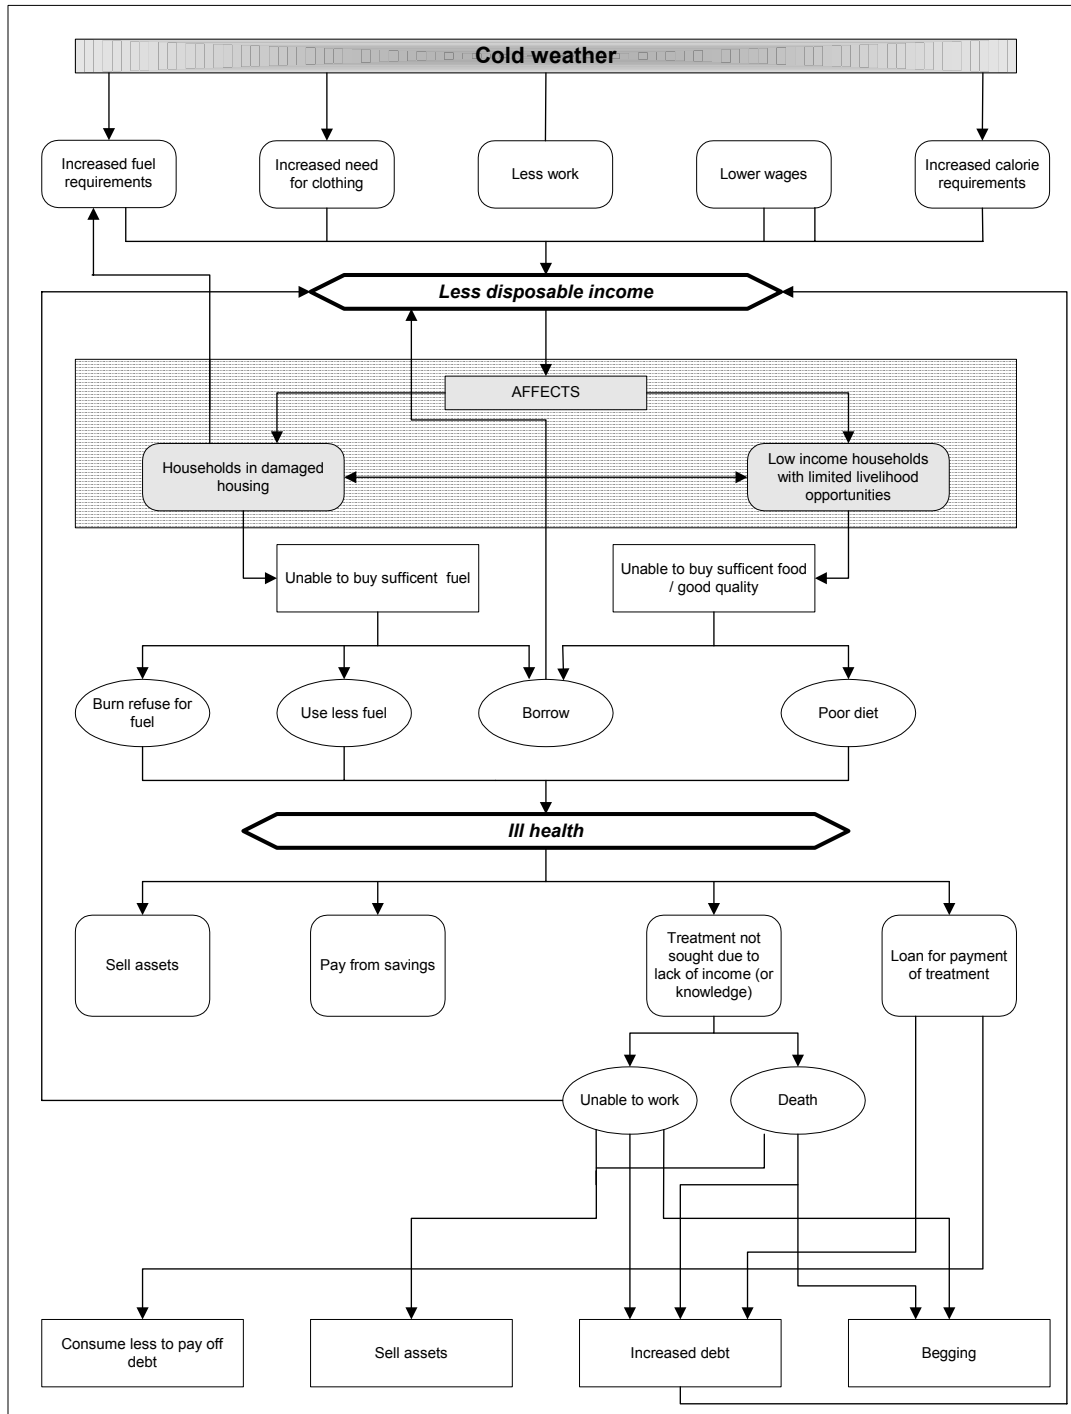 Cold weather
Increased fuel
requirements
Increased need
for clothing
Less work
Lower wages
Increased calorie
requirements
Less disposable income
AFFECTS
Households in damaged
housing
Low income households
with limited livelihood
opportunities
Unable to buy sufficent fuel
Unable to buy sufficent food
/ good quality
Burn refuse for
fuel
Use less fuel
Borrow
Poor diet
Ill health
Sell assets
Pay from savings
Treatment not
sought due to
lack of income (or
knowledge)
Loan for payment
of treatment
Unable to work
Death
Consume less to pay off
debt
Sell assets
Increased debt
Begging